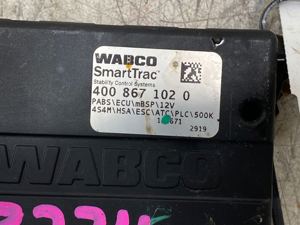 WABCO
SmartTrac
Stability Control Systems
400 867 102 0
PABS\ECU\mBSP\12V
4S4M\HSA\ESC\ATC\PLC\500K
2919
WABCO